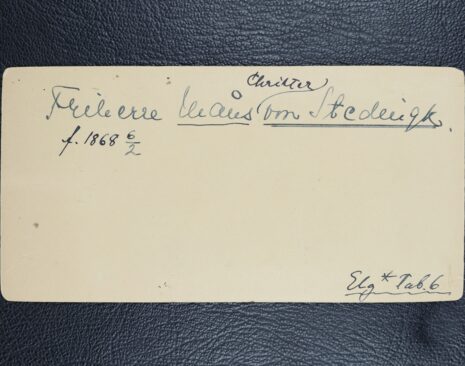 Christer
Friherre Måns von Stedingk.
f. 1868 6/2
Elg* Tab. 6